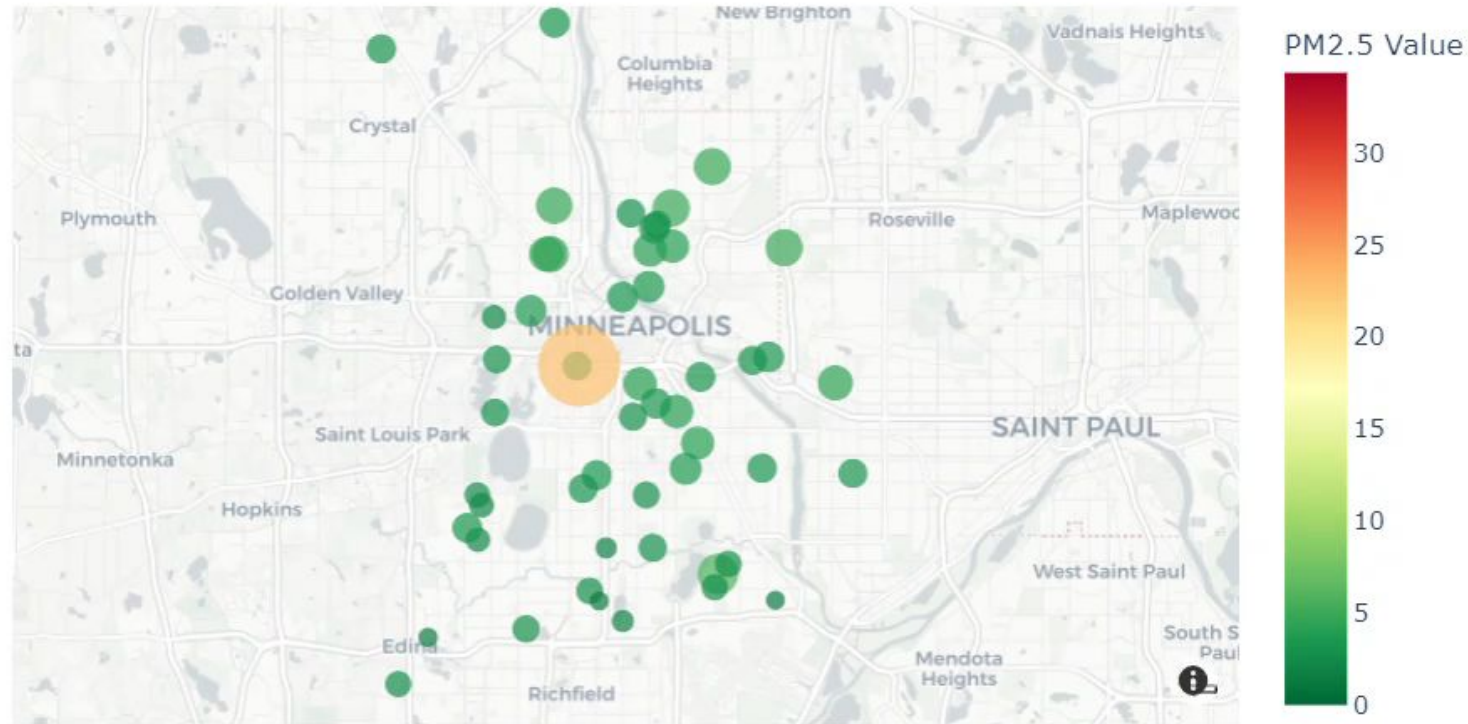 New Brighton
Vadnais Heights
PM2.5 Value
Columbia
Heights
Crystal
30
Plymouth
Roseville
Maplewoo
25
Golden Valley
MINNEAPOLIS
20
ta
Saint Louis Park
SAINT PAUL
15
Minnetonka
Hopkins
10
West Saint Paul
5
Edina
South S
Paul
Mendota
Heights
Richfield
0